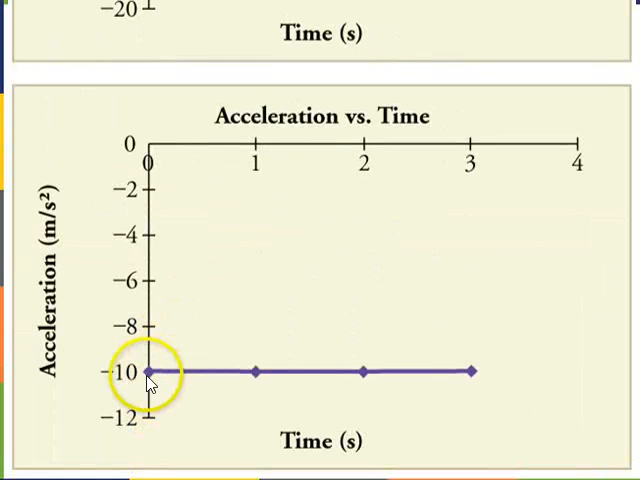 −20
Time (s)
Acceleration vs. Time
0
0 1 2 3 4
−2
−4
−6
−8
−10
−12
Acceleration (m/s²)
Time (s)